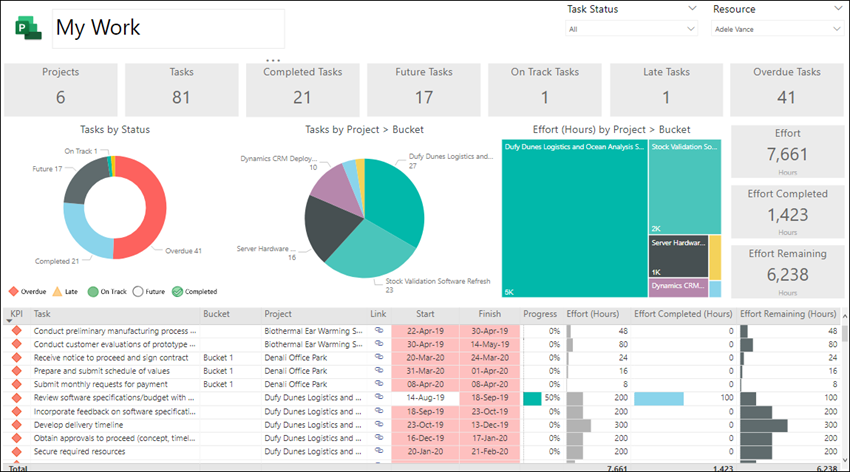 P
My Work
Task Status
All
Resource
Adele Vance
Projects
6
Tasks
81
Completed Tasks
21
Future Tasks
17
On Track Tasks
1
Late Tasks
1
Overdue Tasks
41
Tasks by Status
On Track 1
Future 17
Completed 21
Overdue 41
Overdue
Late
On Track
Future
Completed
Tasks by Project > Bucket
Dynamics CRM Deploy...
10
Dufy Dunes Logistics and...
27
Server Hardware ...
16
Stock Validation Software Refresh
23
Effort (Hours) by Project > Bucket
Dufy Dunes Logistics and Ocean Analysis S...
5K
Stock Validation So...
2K
Server Hardwar...
1K
Dynamics CRM...
Effort
7,661
Hours
Effort Completed
1,423
Hours
Effort Remaining
6,238
Hours
KPI Task Bucket Project Link Start Finish Progress Effort (Hours) Effort Completed (Hours) Effort Remaining (Hours)
Conduct preliminary manufacturing process ... Biothermal Ear Warming S... 22-Apr-19 30-Apr-19 0% 48 0 48
Conduct customer evaluations of prototype ... Biothermal Ear Warming S... 30-Apr-19 14-May-19 0% 80 0 80
Receive notice to proceed and sign contract Bucket 1 Denali Office Park 20-Mar-20 24-Mar-20 0% 24 0 24
Prepare and submit schedule of values Bucket 1 Denali Office Park 31-Mar-20 01-Apr-20 0% 16 0 16
Submit monthly requests for payment Bucket 1 Denali Office Park 08-Apr-20 08-Apr-20 0% 8 0 8
Review software specifications/budget with ... Dufy Dunes Logistics and ... 14-Aug-19 18-Sep-19 50% 200 100 100
Incorporate feedback on software specificati... Dufy Dunes Logistics and ... 18-Sep-19 23-Oct-19 0% 200 0 200
Develop delivery timeline Dufy Dunes Logistics and ... 23-Oct-19 13-Dec-19 0% 300 0 300
Obtain approvals to proceed (concept, timel... Dufy Dunes Logistics and ... 16-Dec-19 17-Jan-20 0% 200 0 200
Secure required resources Dufy Dunes Logistics and ... 20-Jan-20 21-Feb-20 0% 200 0 200
Total 7,661 1,423 6,238